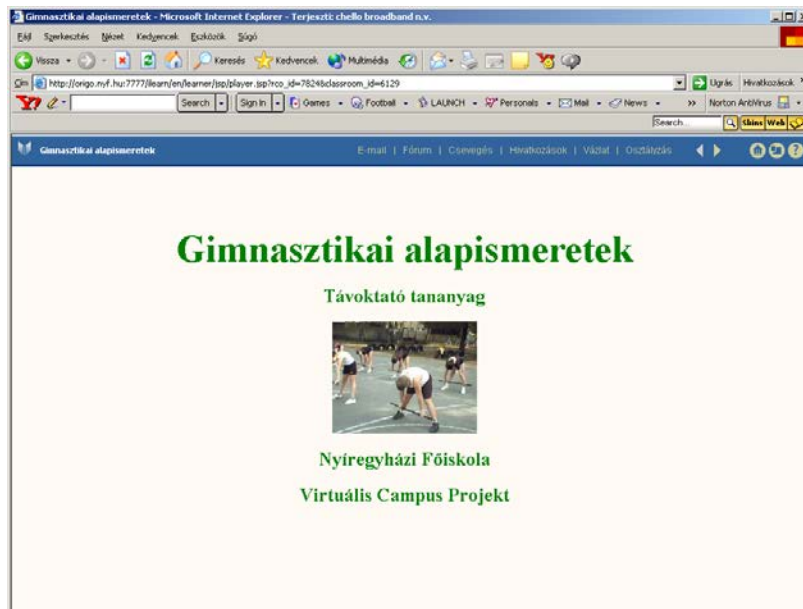 Gimnasztikai alapismeretek - Microsoft Internet Explorer - Terjeszti: chello broadband n.v.
Fájl Szerkesztés Nézet Kedvencek Eszközök Súgó
Vissza Keresés Kedvencek Multimédia
Cím http://origo.nyf.hu:7777/ilearn/en/learner/jsp/player.jsp?rco_id=7824&classroom_id=6129 Ugrás Hivatkozások
Y! Search Sign In Games Football LAUNCH Personals Mail News Norton AntiVirus
Search... Skins Web
Gimnasztikai alapismeretek E-mail | Fórum | Csevegés | Hivatkozások | Vázlat | Osztályzás
Gimnasztikai alapismeretek
Távoktató tananyag
Nyíregyházi Főiskola
Virtuális Campus Projekt